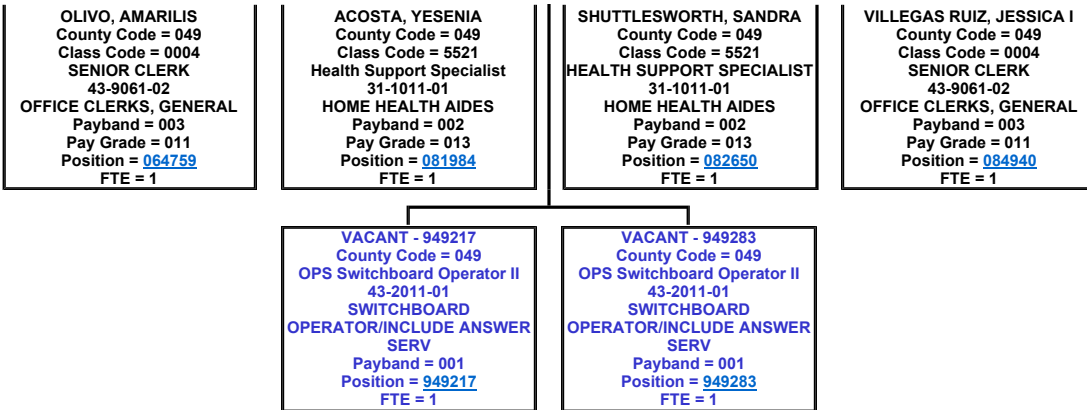 OLIVO, AMARILIS
County Code = 049
Class Code = 0004
SENIOR CLERK
43-9061-02
OFFICE CLERKS, GENERAL
Payband = 003
Pay Grade = 011
Position = 064759
FTE = 1
ACOSTA, YESENIA
County Code = 049
Class Code = 5521
Health Support Specialist
31-1011-01
HOME HEALTH AIDES
Payband = 002
Pay Grade = 013
Position = 081984
FTE = 1
SHUTTLESWORTH, SANDRA
County Code = 049
Class Code = 5521
HEALTH SUPPORT SPECIALIST
31-1011-01
HOME HEALTH AIDES
Payband = 002
Pay Grade = 013
Position = 082650
FTE = 1
VILLEGAS RUIZ, JESSICA I
County Code = 049
Class Code = 0004
SENIOR CLERK
43-9061-02
OFFICE CLERKS, GENERAL
Payband = 003
Pay Grade = 011
Position = 084940
FTE = 1
VACANT - 949217
County Code = 049
OPS Switchboard Operator II
43-2011-01
SWITCHBOARD
OPERATOR/INCLUDE ANSWER
SERV
Payband = 001
Position = 949217
FTE = 1
VACANT - 949283
County Code = 049
OPS Switchboard Operator II
43-2011-01
SWITCHBOARD
OPERATOR/INCLUDE ANSWER
SERV
Payband = 001
Position = 949283
FTE = 1